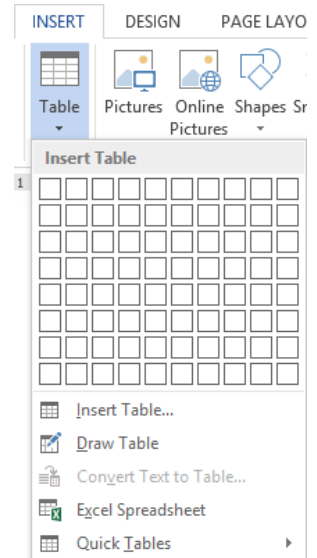 INSERT DESIGN PAGE LAYO
Table Pictures Online Shapes Sr
Pictures
Insert Table
1
Insert Table...
Draw Table
Convert Text to Table...
Excel Spreadsheet
Quick Tables